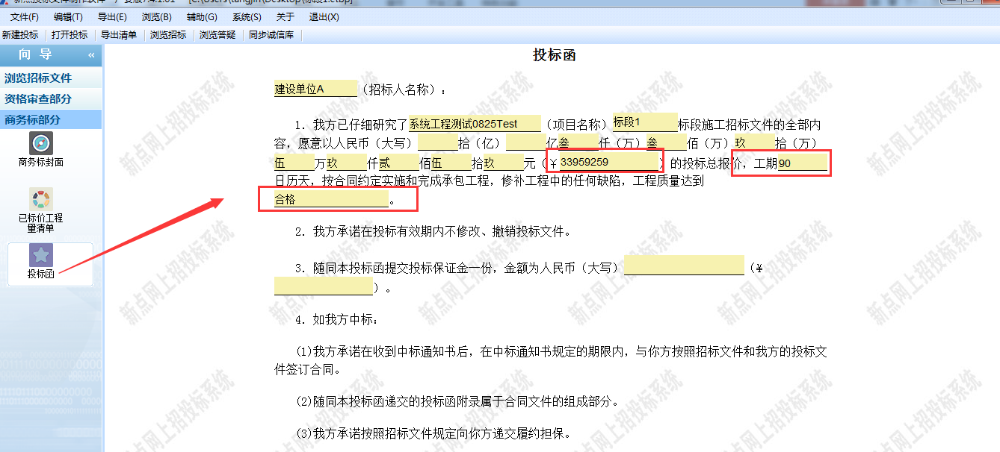 文件(F) 编辑(T) 导出(E) 浏览(B) 辅助(G) 系统(S) 关于 退出(X)
新建投标 打开投标 导出清单 浏览招标 浏览答疑 同步诚信库
向 导 «
浏览招标文件
资格审查部分
商务标部分
商务标封面
已标价工程
量清单
投标函
投标函
建设单位A（招标人名称）：
1. 我方已仔细研究了系统工程测试0825Test（项目名称）标段1标段施工招标文件的全部内
容，愿意以人民币（大写） 拾（亿） 亿叁 仟（万）叁 佰（万）玖 拾（万）
伍 万玖 仟贰 佰伍 拾玖 元（￥33959259）的投标总报价，工期90
日历天，按合同约定实施和完成承包工程，修补工程中的任何缺陷，工程质量达到
合格 。
2. 我方承诺在投标有效期内不修改、撤销投标文件。
3. 随同本投标函提交投标保证金一份，金额为人民币（大写） （￥
）。
4. 如我方中标：
(1)我方承诺在收到中标通知书后，在中标通知书规定的期限内，与你方按照招标文件和我方的投标文
件签订合同。
(2)随同本投标函递交的投标函附录属于合同文件的组成部分。
(3)我方承诺按照招标文件规定向你方递交履约担保。
新点网上招投标系统